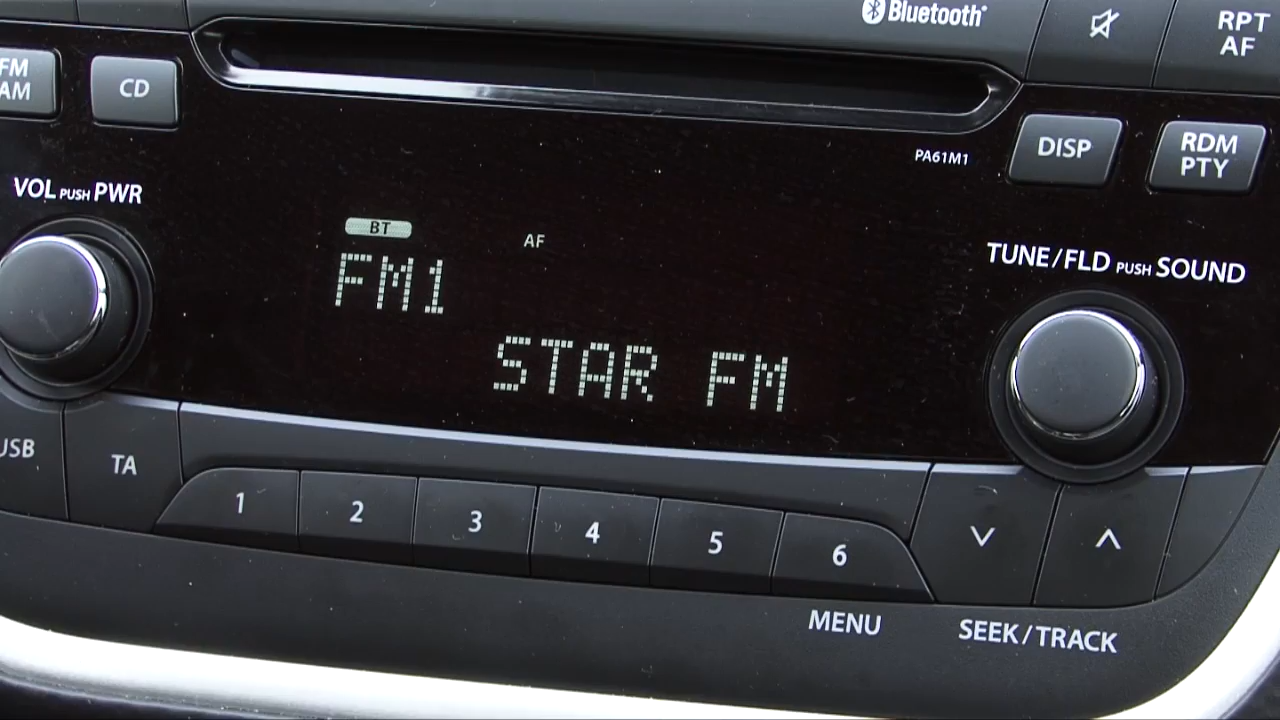 Bluetooth
RPT
AF
FM
AM
CD
DISP
RDM
PTY
PA61M1
VOL PUSH PWR
BT
AF
TUNE/FLD PUSH SOUND
FM1
STAR FM
USB
TA
1
2
3
4
5
6
MENU
SEEK/TRACK